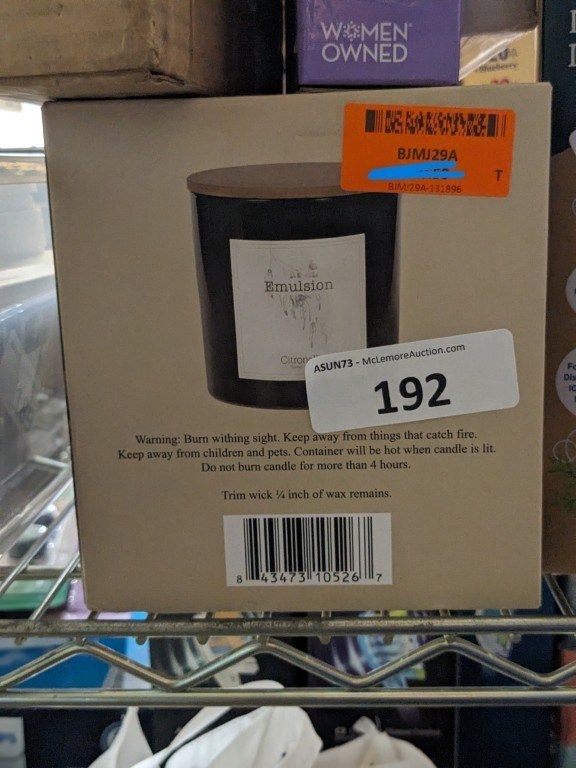 WOMEN
OWNED
BJMJ29A
T
BJMJ29A-131896
Emulsion
ASUN73 - McLemoreAuction.com
192
Warning: Burn withing sight. Keep away from things that catch fire.
Keep away from children and pets. Container will be hot when candle is lit.
Do not burn candle for more than 4 hours.
Trim wick ¼ inch of wax remains.
8 43473 10526 7